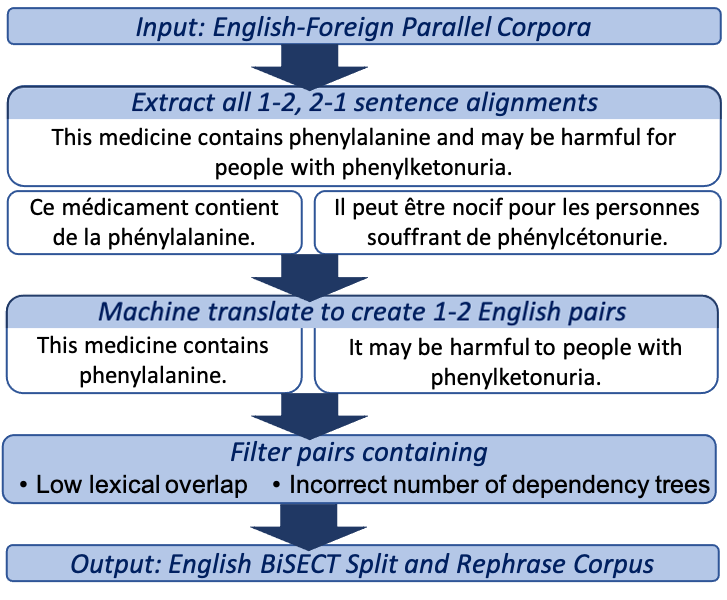 Input: English-Foreign Parallel Corpora
Extract all 1-2, 2-1 sentence alignments
This medicine contains phenylalanine and may be harmful for
people with phenylketonuria.
Ce médicament contient
de la phénylalanine.
Il peut être nocif pour les personnes
souffrant de phénylcétonurie.
Machine translate to create 1-2 English pairs
This medicine contains
phenylalanine.
It may be harmful to people with
phenylketonuria.
Filter pairs containing
• Low lexical overlap • Incorrect number of dependency trees
Output: English BiSECT Split and Rephrase Corpus